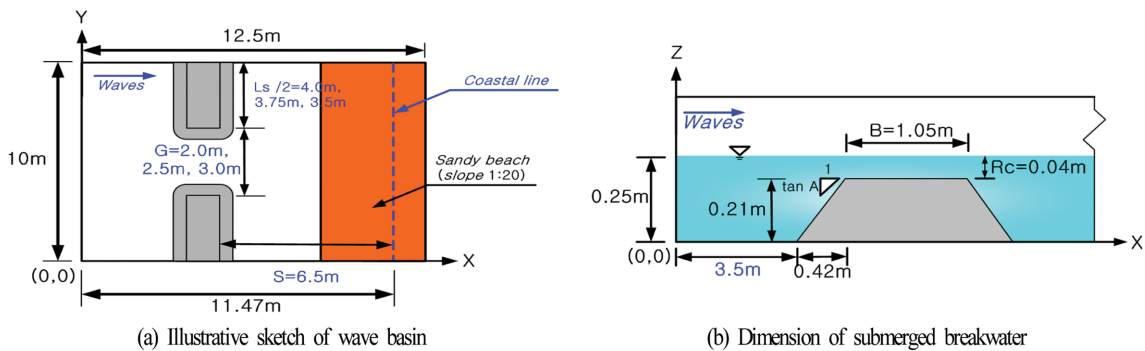 Y
12.5m
Waves
Ls /2=4.0m,
3.75m, 3.5m
Coastal line
10m
G=2.0m,
2.5m, 3.0m
Sandy beach
(slope 1:20)
X
(0,0)
S=6.5m
11.47m
(a) Illustrative sketch of wave basin
Z
Waves
B=1.05m
1
tan A
Rc=0.04m
0.25m
0.21m
X
(0,0)
3.5m
0.42m
(b) Dimension of submerged breakwater